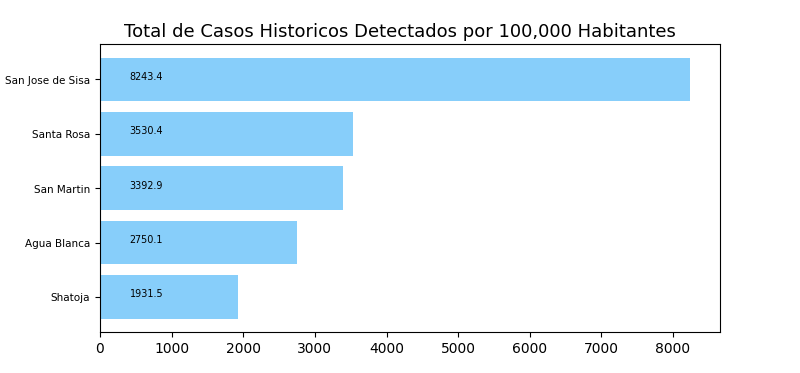 Total de Casos Historicos Detectados por 100,000 Habitantes
San Jose de Sisa 8243.4
Santa Rosa 3530.4
San Martin 3392.9
Agua Blanca 2750.1
Shatoja 1931.5
0 1000 2000 3000 4000 5000 6000 7000 8000